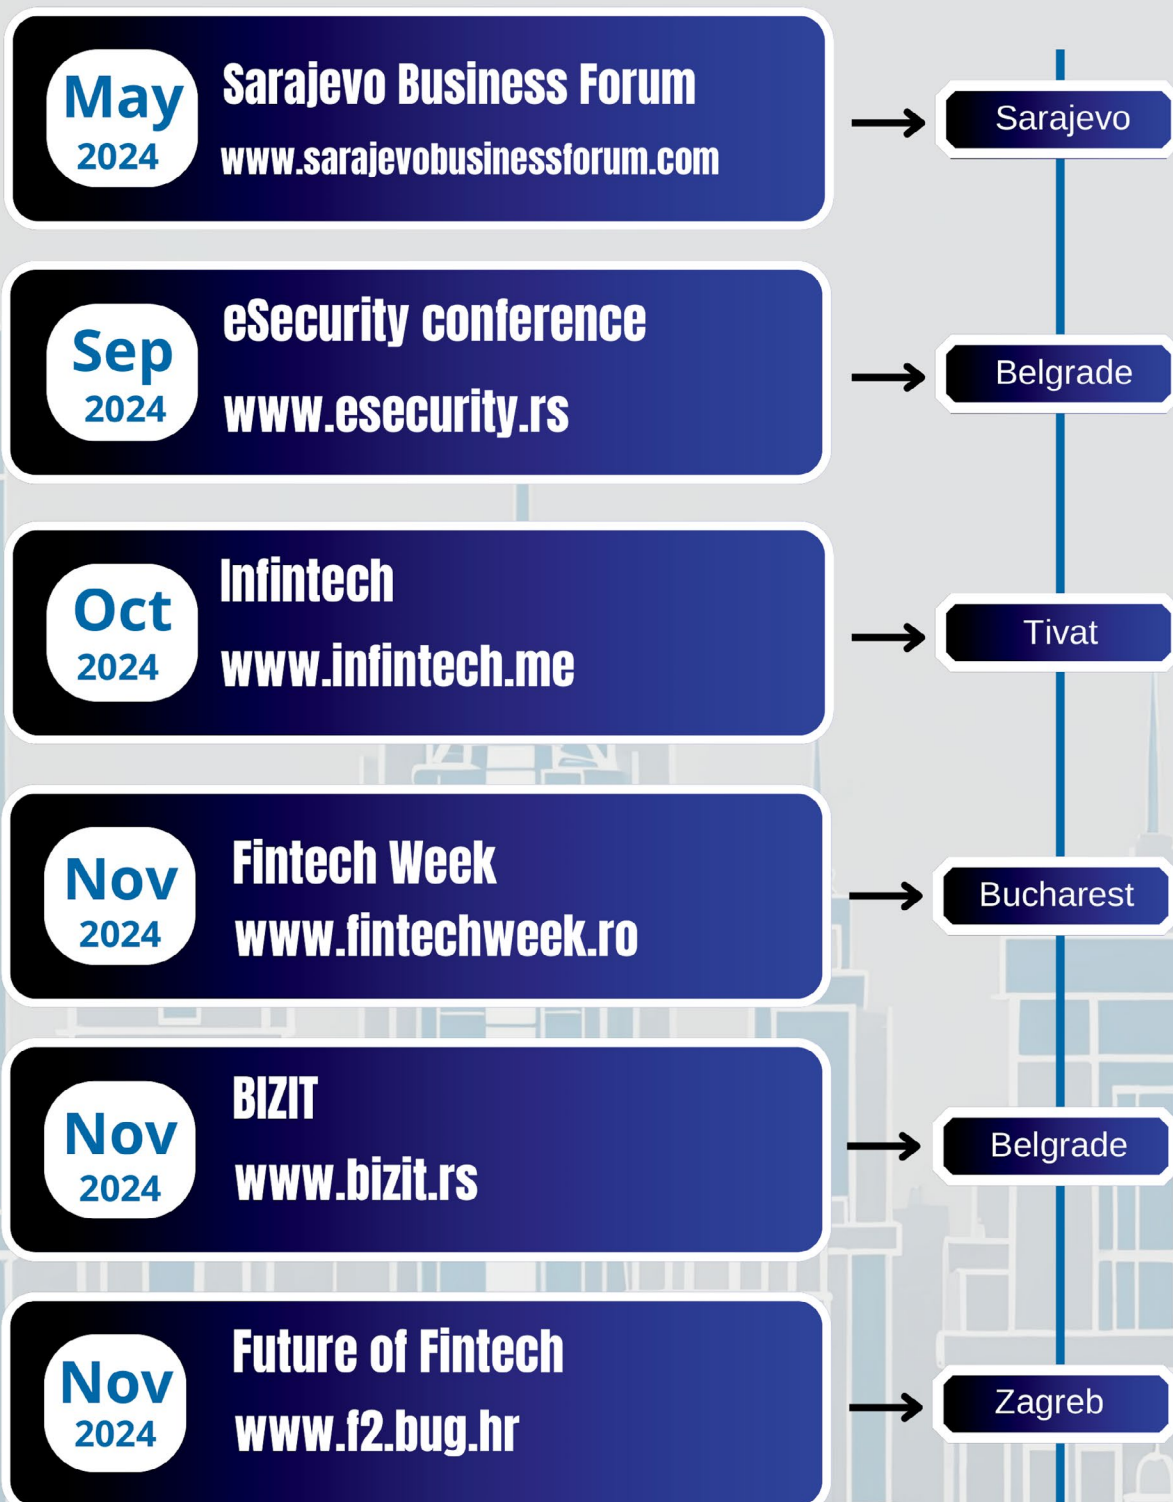 May
2024
Sarajevo Business Forum
www.sarajevobusinessforum.com
Sarajevo
Sep
2024
eSecurity conference
www.esecurity.rs
Belgrade
Oct
2024
Infintech
www.infintech.me
Tivat
Nov
2024
Fintech Week
www.fintechweek.ro
Bucharest
Nov
2024
BIZIT
www.bizit.rs
Belgrade
Nov
2024
Future of Fintech
www.f2.bug.hr
Zagreb